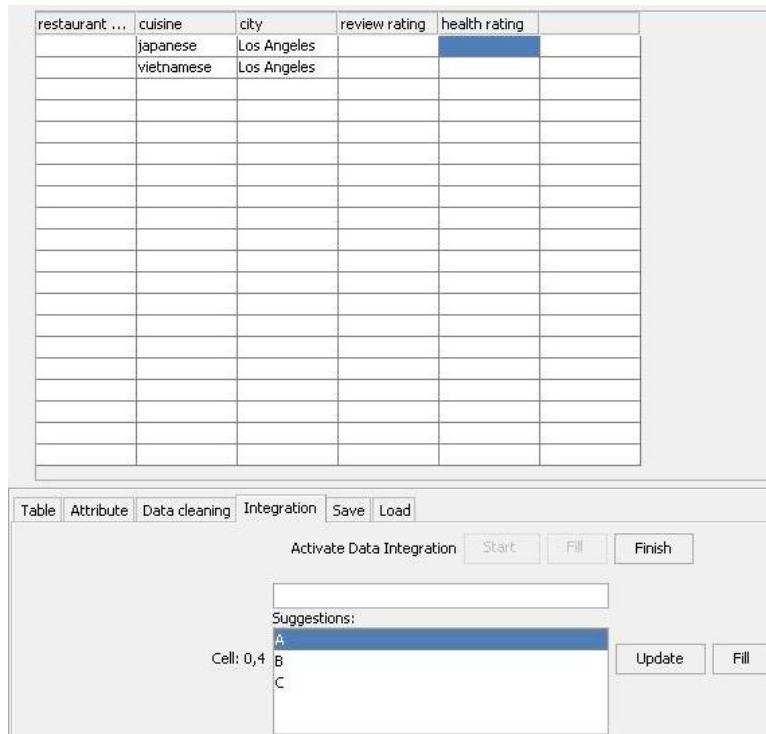 restaurant ... cuisine city review rating health rating
japanese Los Angeles
vietnamese Los Angeles
Table Attribute Data cleaning Integration Save Load
Activate Data Integration Start Fill Finish
Suggestions:
A
Cell: 0,4 B Update Fill
C